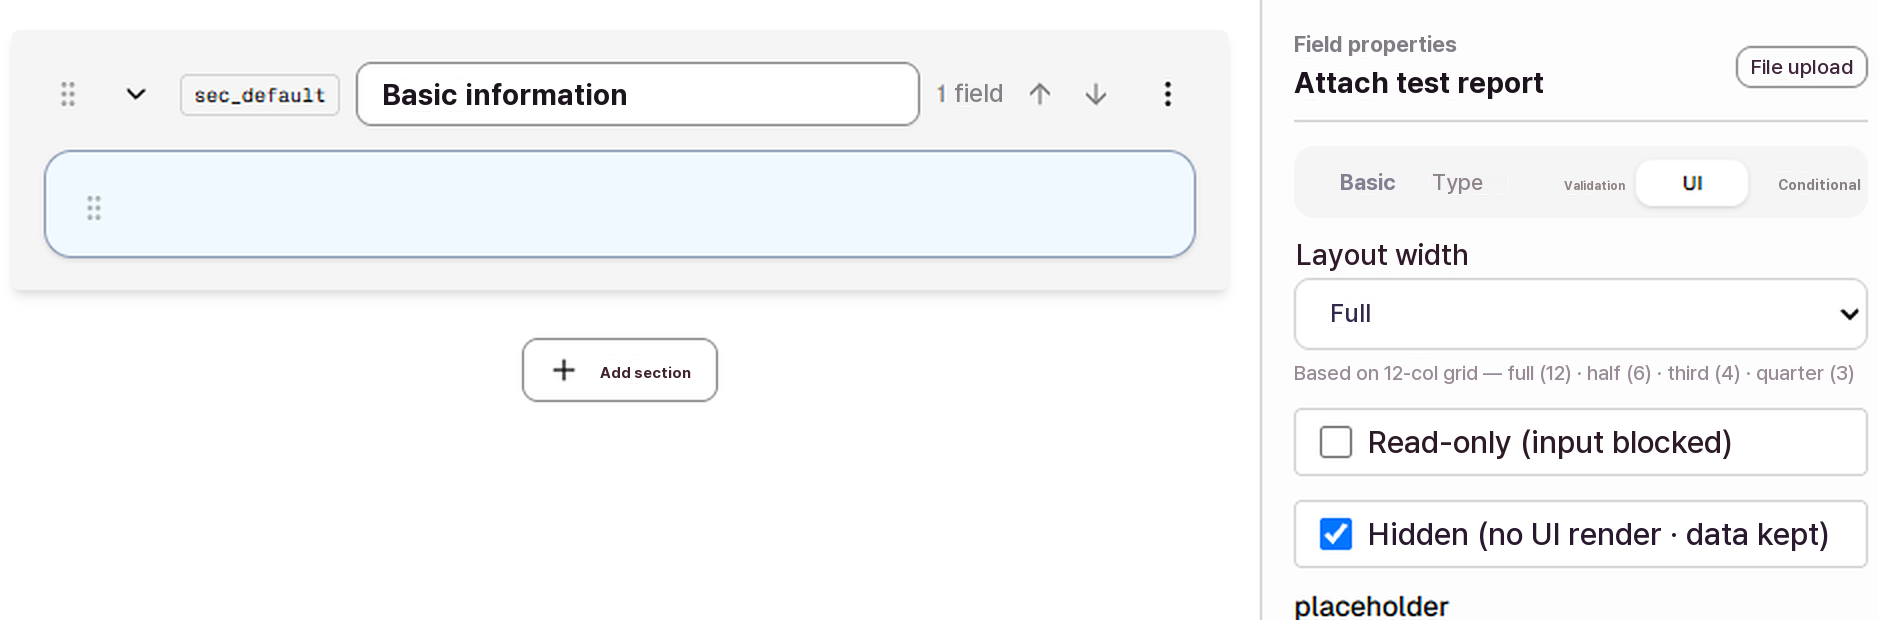 sec_default
Basic information
1 field
Add section
Field properties
Attach test report
File upload
Basic
Type
Validation
UI
Conditional
Layout width
Full
Based on 12-col grid — full (12) · half (6) · third (4) · quarter (3)
Read-only (input blocked)
Hidden (no UI render · data kept)
placeholder